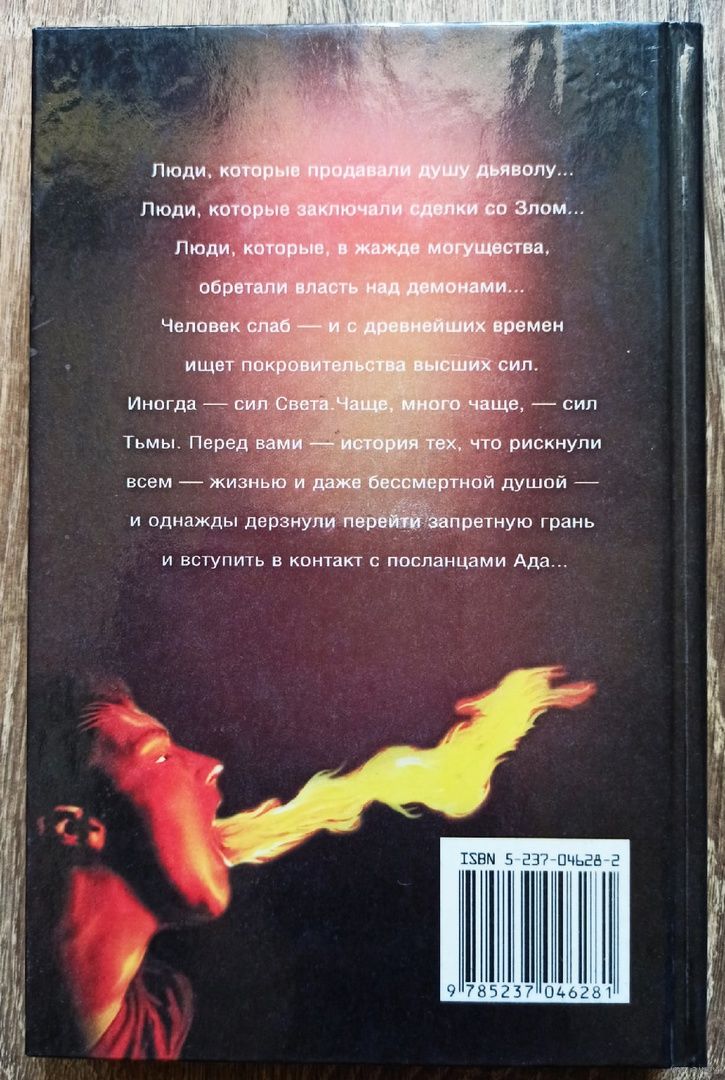 Люди, которые продавали душу дьяволу...
Люди, которые заключали сделки со Злом...
Люди, которые, в жажде могущества,
обретали власть над демонами...
Человек слаб — и с древнейших времен
ищет покровительства высших сил.
Иногда — сил Света.Чаще, много чаще, — сил
Тьмы. Перед вами — история тех, что рискнули
всем — жизнью и даже бессмертной душой —
и однажды дерзнули перейти запретную грань
и вступить в контакт с посланцами Ада...
ISBN 5-237-04628-2
9 785237 046281